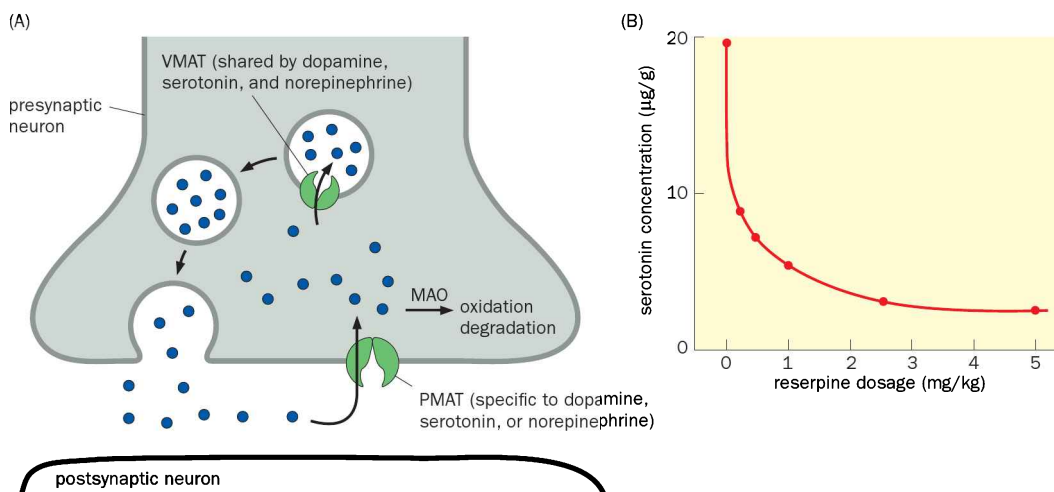 (A)
VMAT (shared by dopamine,
serotonin, and norepinephrine)
presynaptic
neuron
MAO
oxidation
degradation
PMAT (specific to dopamine,
serotonin, or norepinephrine)
postsynaptic neuron
(B)
serotonin concentration (µg/g)
20
10
0
0 1 2 3 4 5
reserpine dosage (mg/kg)